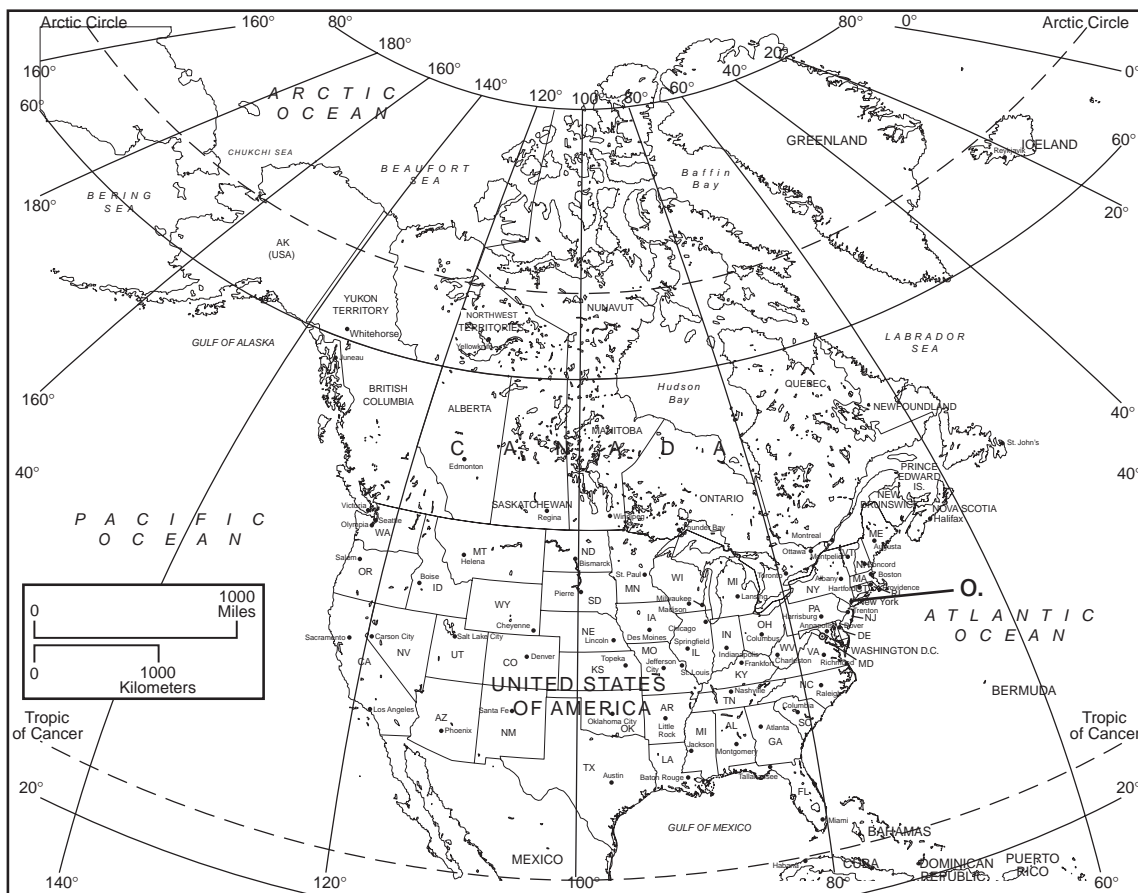 Arctic Circle
160°
80°
80°
0°
Arctic Circle
180°
160°
140°
120°
100°
80°
60°
40°
20°
0°
160°
60°
60°
A R C T I C
O C E A N
GREENLAND
ICELAND
Reykjavik
CHUKCHI SEA
BEAUFORT
SEA
Baffin
Bay
BERING
SEA
180°
20°
AK
(USA)
YUKON
TERRITORY
Whitehorse
NORTHWEST
TERRITORIES
Yellowknife
NUNAVUT
GULF OF ALASKA
Juneau
LABRADOR
SEA
BRITISH
COLUMBIA
ALBERTA
Hudson
Bay
QUEBEC
NEWFOUNDLAND
160°
40°
MANITOBA
C A N A D A
St. John's
Edmonton
40°
40°
PRINCE
EDWARD
IS.
SASKATCHEWAN
Regina
ONTARIO
NEW
BRUNSWICK
NOVA SCOTIA
Halifax
Victoria
Seattle
Olympia
WA
Winnipeg
Thunder Bay
Montreal
Ottawa
Montpelier
VT
ME
Augusta
P A C I F I C
O C E A N
Salem
OR
MT
Helena
ND
Bismarck
NH
Concord
Boise
ID
St. Paul
MN
WI
MI
Lansing
Toronto
NY
Albany
MA
Boston
Hartford
CT
Providence
RI
WY
Pierre
SD
Milwaukee
Madison
New York
O.
0
1000
Miles
0
1000
Kilometers
Cheyenne
IA
Des Moines
Chicago
PA
Harrisburg
Trenton
NJ
A T L A N T I C
O C E A N
Sacramento
Carson City
NV
Salt Lake City
UT
NE
Lincoln
Springfield
IL
IN
Indianapolis
OH
Columbus
Annapolis
Dover
DE
WASHINGTON D.C.
MD
CA
CO
Denver
Topeka
KS
MO
Jefferson
City
St. Louis
Frankfort
KY
WV
Charleston
VA
Richmond
UNITED STATES
OF AMERICA
BERMUDA
Nashville
TN
NC
Raleigh
Los Angeles
AZ
Phoenix
Santa Fe
NM
Oklahoma City
OK
AR
Little
Rock
MI
Jackson
AL
Montgomery
Atlanta
GA
Columbia
SC
Tropic
of Cancer
Tropic
of Cancer
TX
Austin
LA
Baton Rouge
Tallahassee
FL
Miami
20°
20°
GULF OF MEXICO
BAHAMAS
MEXICO
Habana
CUBA
DOMINICAN
REPUBLIC
PUERTO
RICO
140°
120°
100°
80°
60°